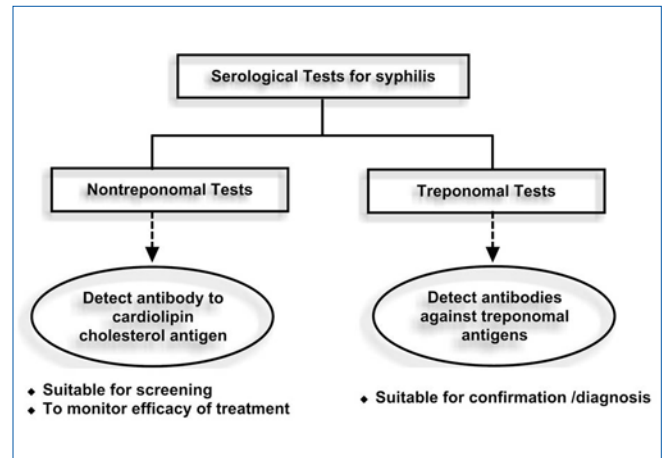 Serological Tests for syphilis
Nontreponomal Tests
Treponomal Tests
Detect antibody to
cardiolipin
cholesterol antigen
Detect antibodies
against treponomal
antigens
◆ Suitable for screening
◆ To monitor efficacy of treatment
◆ Suitable for confirmation /diagnosis